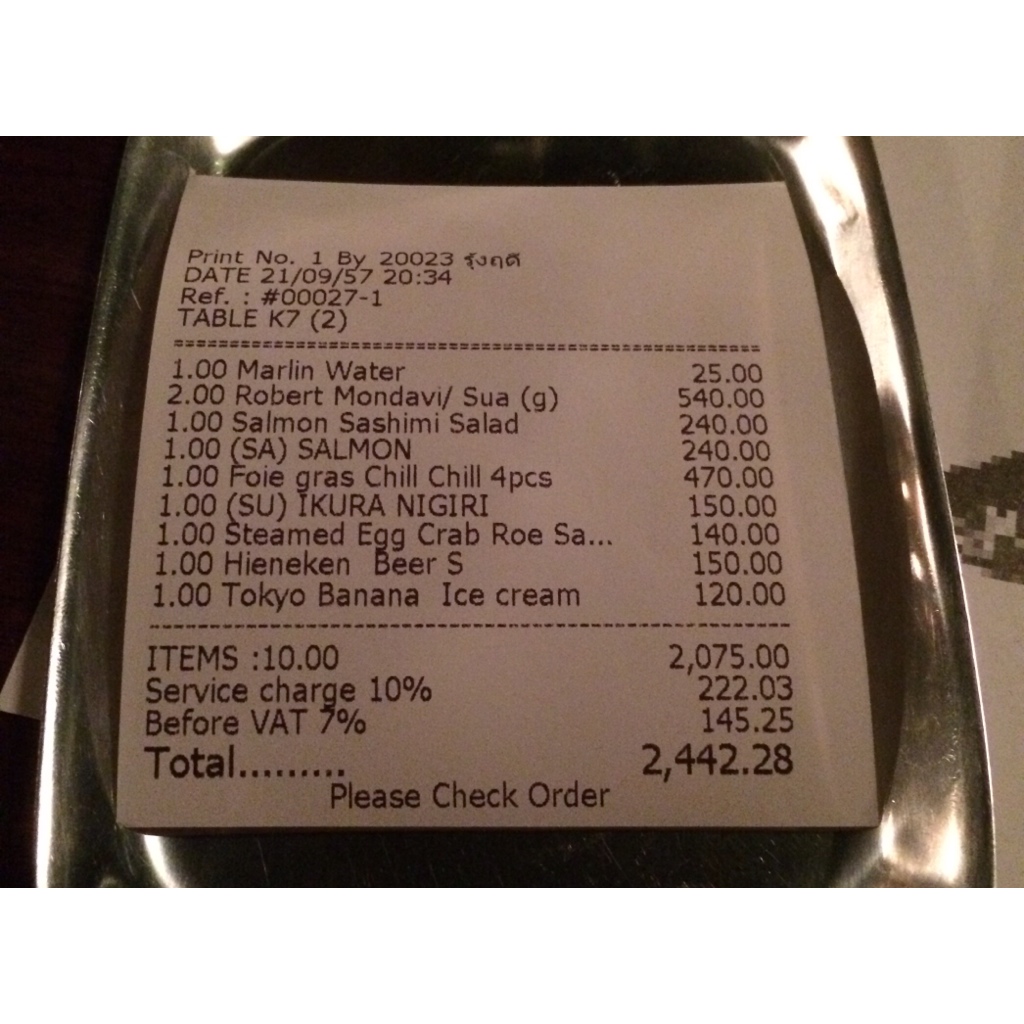 Print No. 1 By 20023 รุ่งฤดี
DATE 21/09/57 20:34
Ref. : #00027-1
TABLE K7 (2)
1.00 Marlin Water 25.00
2.00 Robert Mondavi/ Sua (g) 540.00
1.00 Salmon Sashimi Salad 240.00
1.00 (SA) SALMON 240.00
1.00 Foie gras Chill Chill 4pcs 470.00
1.00 (SU) IKURA NIGIRI 150.00
1.00 Steamed Egg Crab Roe Sa... 140.00
1.00 Hieneken Beer S 150.00
1.00 Tokyo Banana Ice cream 120.00
ITEMS :10.00 2,075.00
Service charge 10% 222.03
Before VAT 7% 145.25
Total......... 2,442.28
Please Check Order